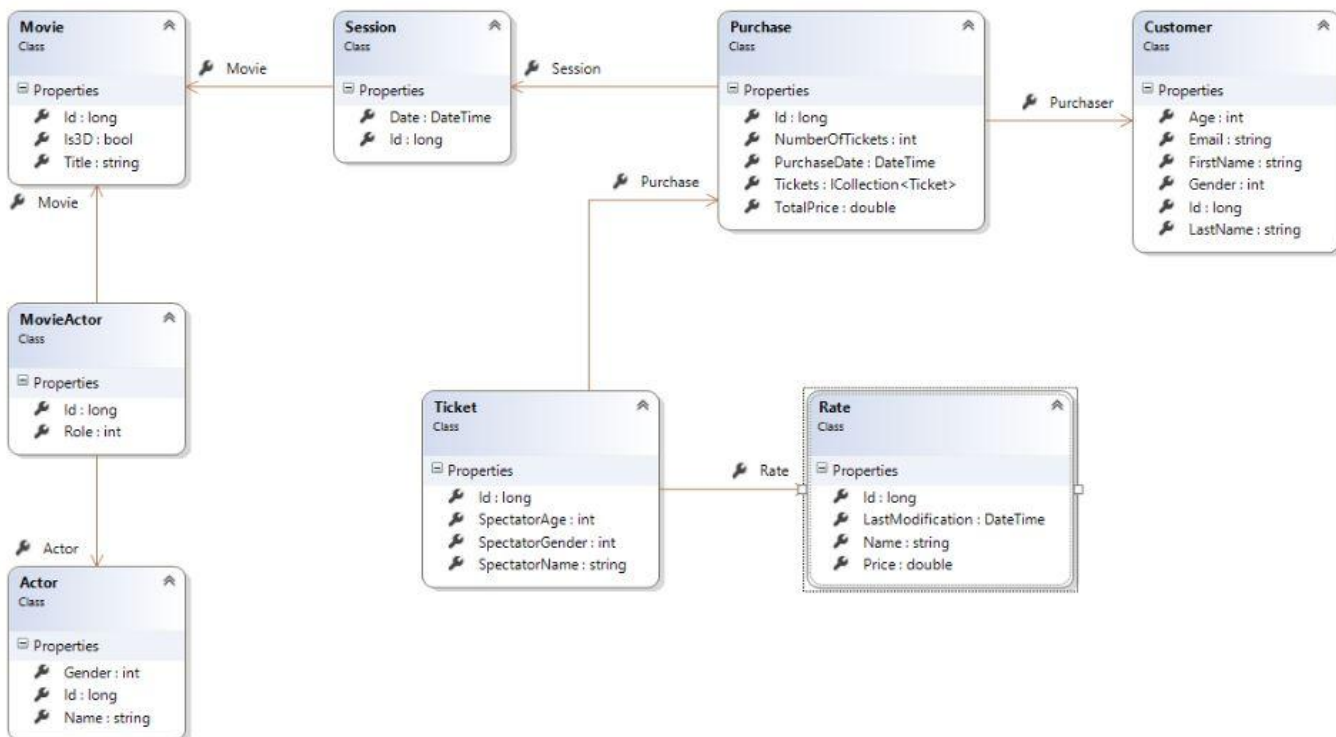 Movie
Class
Properties
Id : long
Is3D : bool
Title : string
Movie
Session
Class
Properties
Date : DateTime
Id : long
Session
Purchase
Class
Properties
Id : long
NumberOfTickets : int
PurchaseDate : DateTime
Tickets : ICollection<Ticket>
TotalPrice : double
Purchaser
Customer
Class
Properties
Age : int
Email : string
FirstName : string
Gender : int
Id : long
LastName : string
Movie
Purchase
MovieActor
Class
Properties
Id : long
Role : int
Actor
Actor
Class
Properties
Gender : int
Id : long
Name : string
Ticket
Class
Properties
Id : long
SpectatorAge : int
SpectatorGender : int
SpectatorName : string
Rate
Rate
Class
Properties
Id : long
LastModification : DateTime
Name : string
Price : double